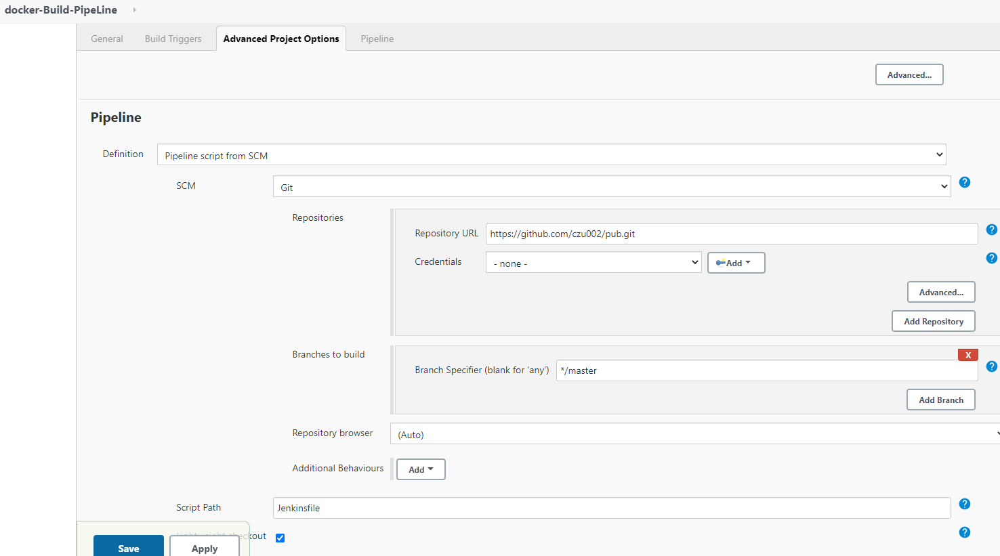 docker-Build-PipeLine
General Build Triggers Advanced Project Options Pipeline
Advanced...
Pipeline
Definition Pipeline script from SCM
SCM Git ?
Repositories
Repository URL https://github.com/czu002/pub.git ?
Credentials - none - Add ?
Advanced...
Add Repository
Branches to build
X
Branch Specifier (blank for 'any') */master ?
Add Branch
Repository browser (Auto)
Additional Behaviours Add
Script Path Jenkinsfile ?
Lightweight checkout ?
Save Apply